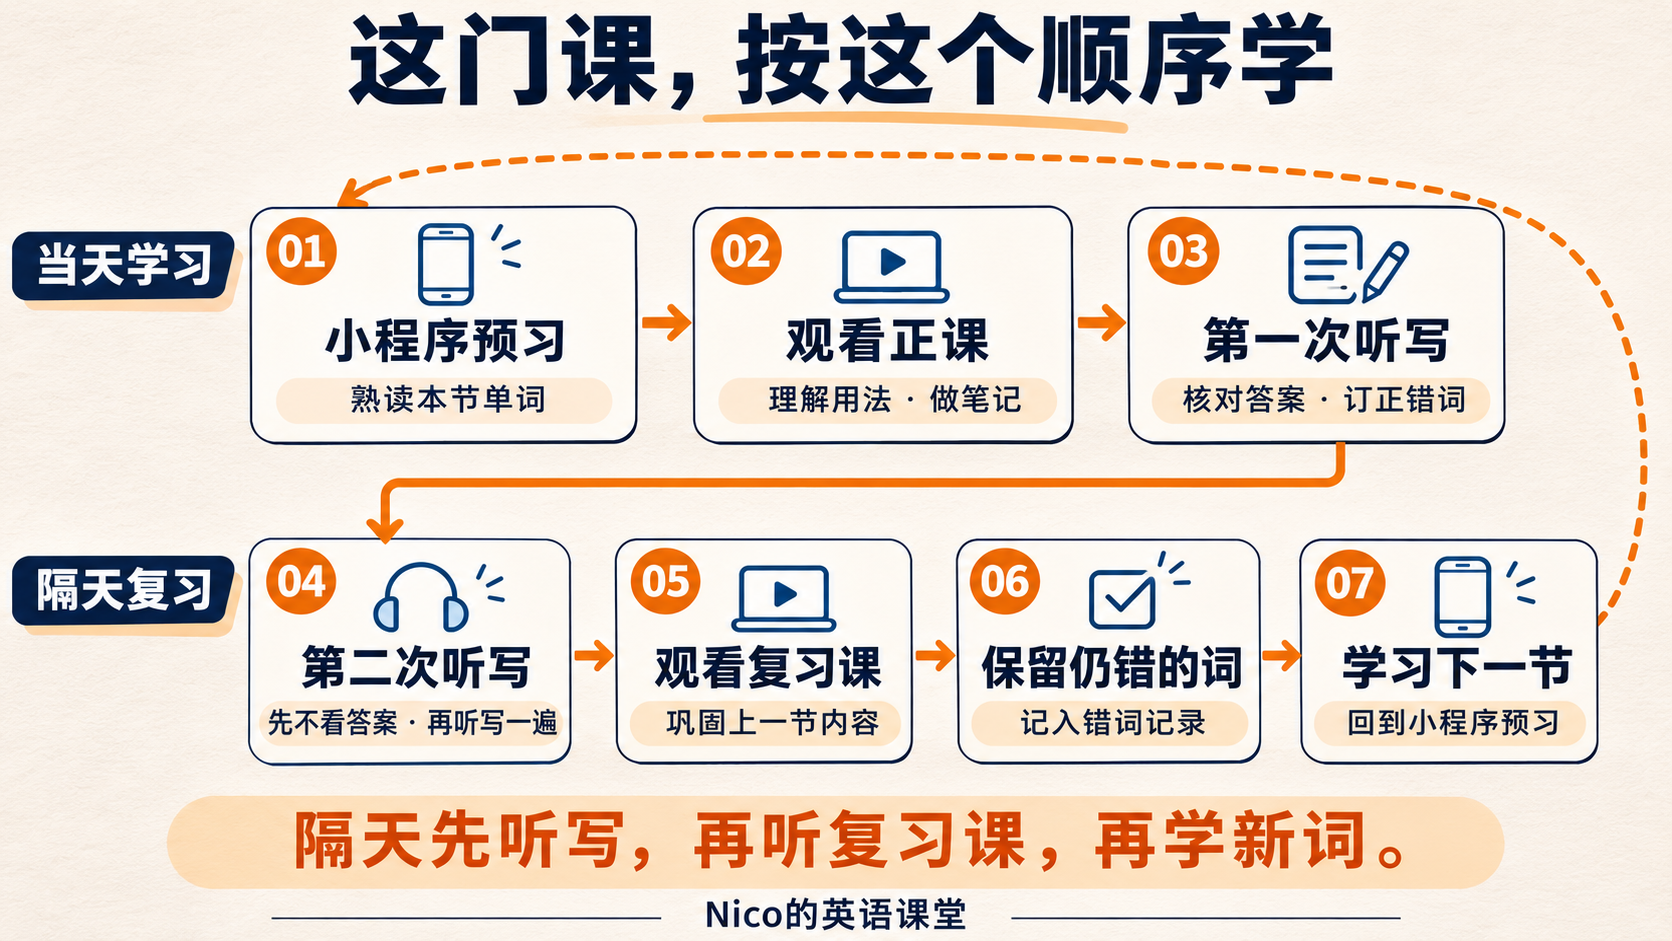 这门课，按这个顺序学
当天学习
01
小程序预习
熟读本节单词
02
观看正课
理解用法 · 做笔记
03
第一次听写
核对答案 · 订正错词
隔天复习
04
第二次听写
先不看答案 · 再听写一遍
05
观看复习课
巩固上一节内容
06
保留仍错的词
记入错词记录
07
学习下一节
回到小程序预习
隔天先听写，再听复习课，再学新词。
Nico的英语课堂